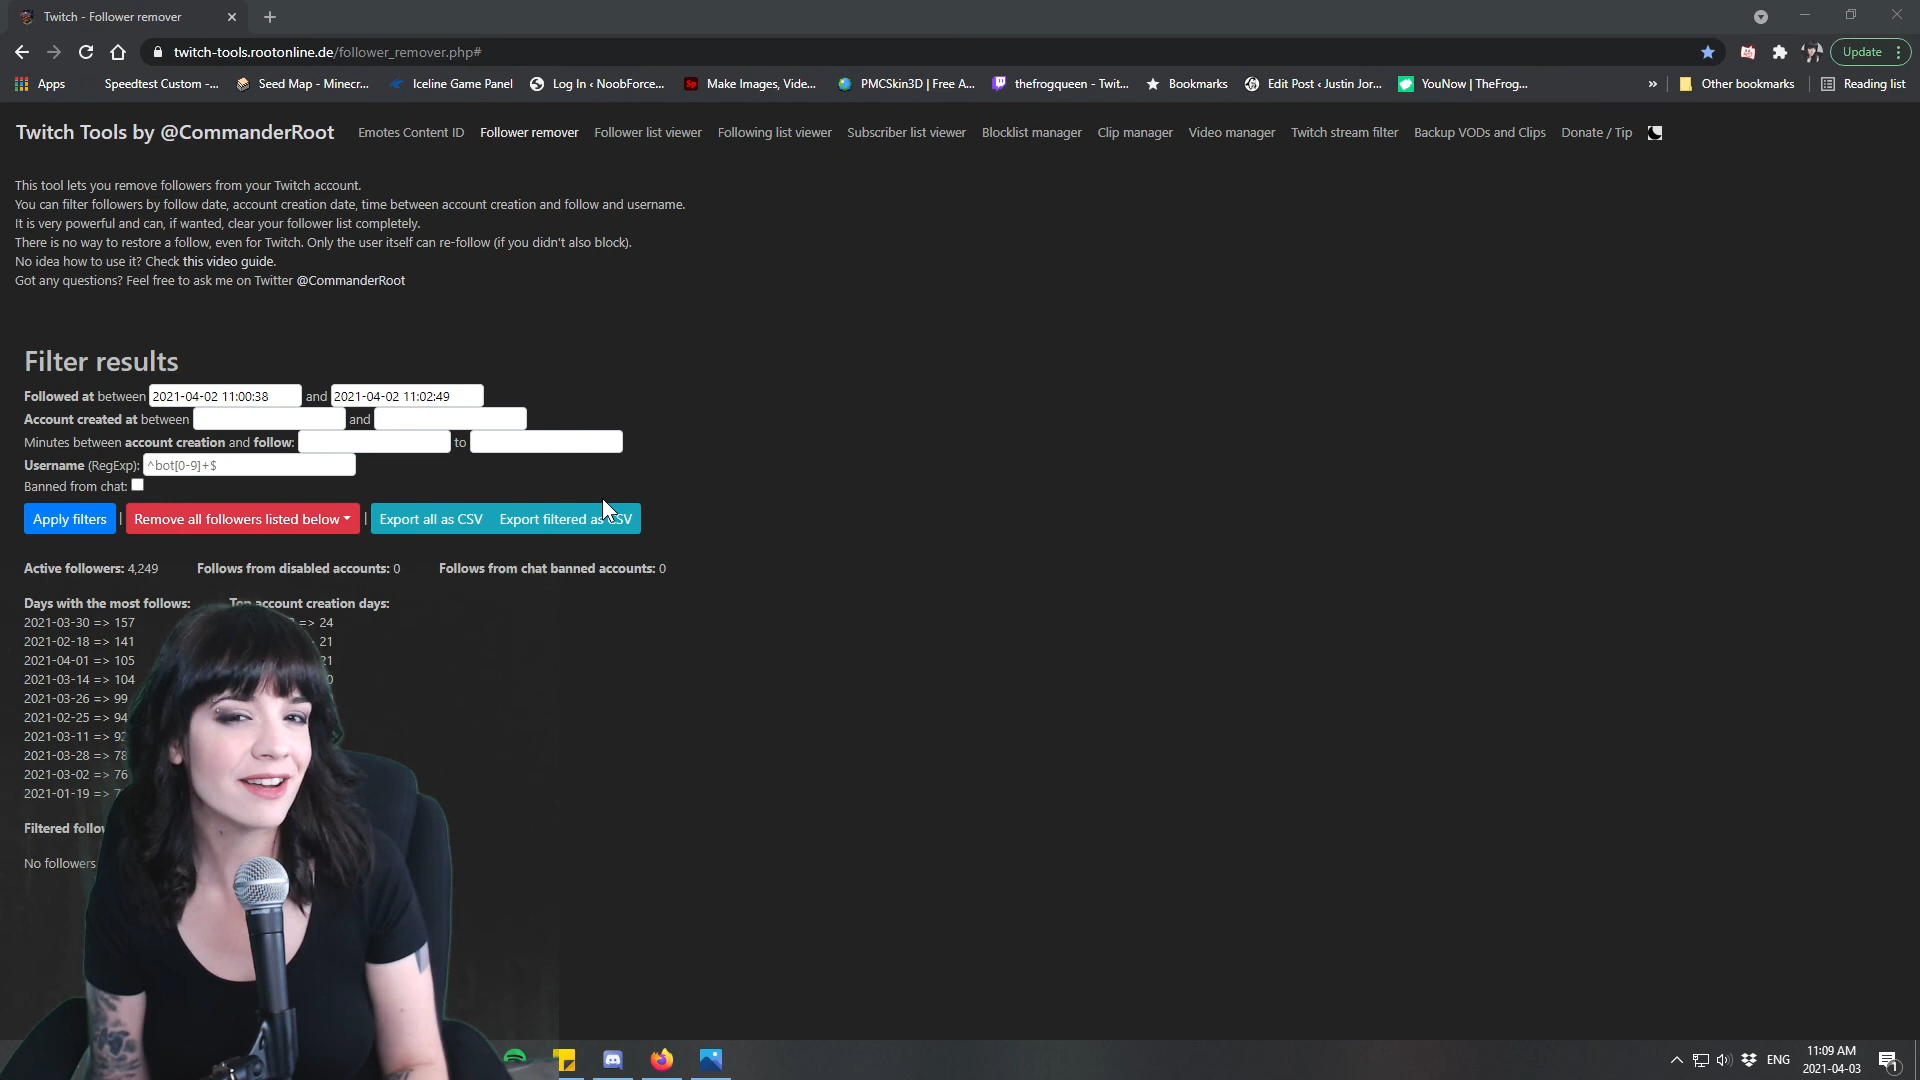 Twitch - Follower remover
twitch-tools.rootonline.de/follower_remover.php#
Update
Apps Speedtest Custom -... Seed Map - Minecr... Iceline Game Panel Log In ‹ NoobForce... Make Images, Vide... PMCSkin3D | Free A... thefrogqueen - Twit... Bookmarks Edit Post ‹ Justin Jor... YouNow | TheFrog... » Other bookmarks Reading list
Twitch Tools by @CommanderRoot Emotes Content ID Follower remover Follower list viewer Following list viewer Subscriber list viewer Blocklist manager Clip manager Video manager Twitch stream filter Backup VODs and Clips Donate / Tip
This tool lets you remove followers from your Twitch account.
You can filter followers by follow date, account creation date, time between account creation and follow and username.
It is very powerful and can, if wanted, clear your follower list completely.
There is no way to restore a follow, even for Twitch. Only the user itself can re-follow (if you didn't also block).
No idea how to use it? Check this video guide.
Got any questions? Feel free to ask me on Twitter @CommanderRoot
Filter results
Followed at between 2021-04-02 11:00:38 and 2021-04-02 11:02:49
Account created at between and
Minutes between account creation and follow: to
Username (RegExp): ^bot[0-9]+$
Banned from chat:
Apply filters | Remove all followers listed below | Export all as CSV Export filtered as CSV
Active followers: 4,249 Follows from disabled accounts: 0 Follows from chat banned accounts: 0
Days with the most follows: Top account creation days:
2021-03-30 => 157 => 24
2021-02-18 => 141 21
2021-04-01 => 105 21
2021-03-14 => 104
2021-03-26 => 99
2021-02-25 => 94
2021-03-11 =>
2021-03-28 => 78
2021-03-02 => 76
2021-01-19 =>
Filtered
No followers
ENG
11:09 AM
2021-04-03
1